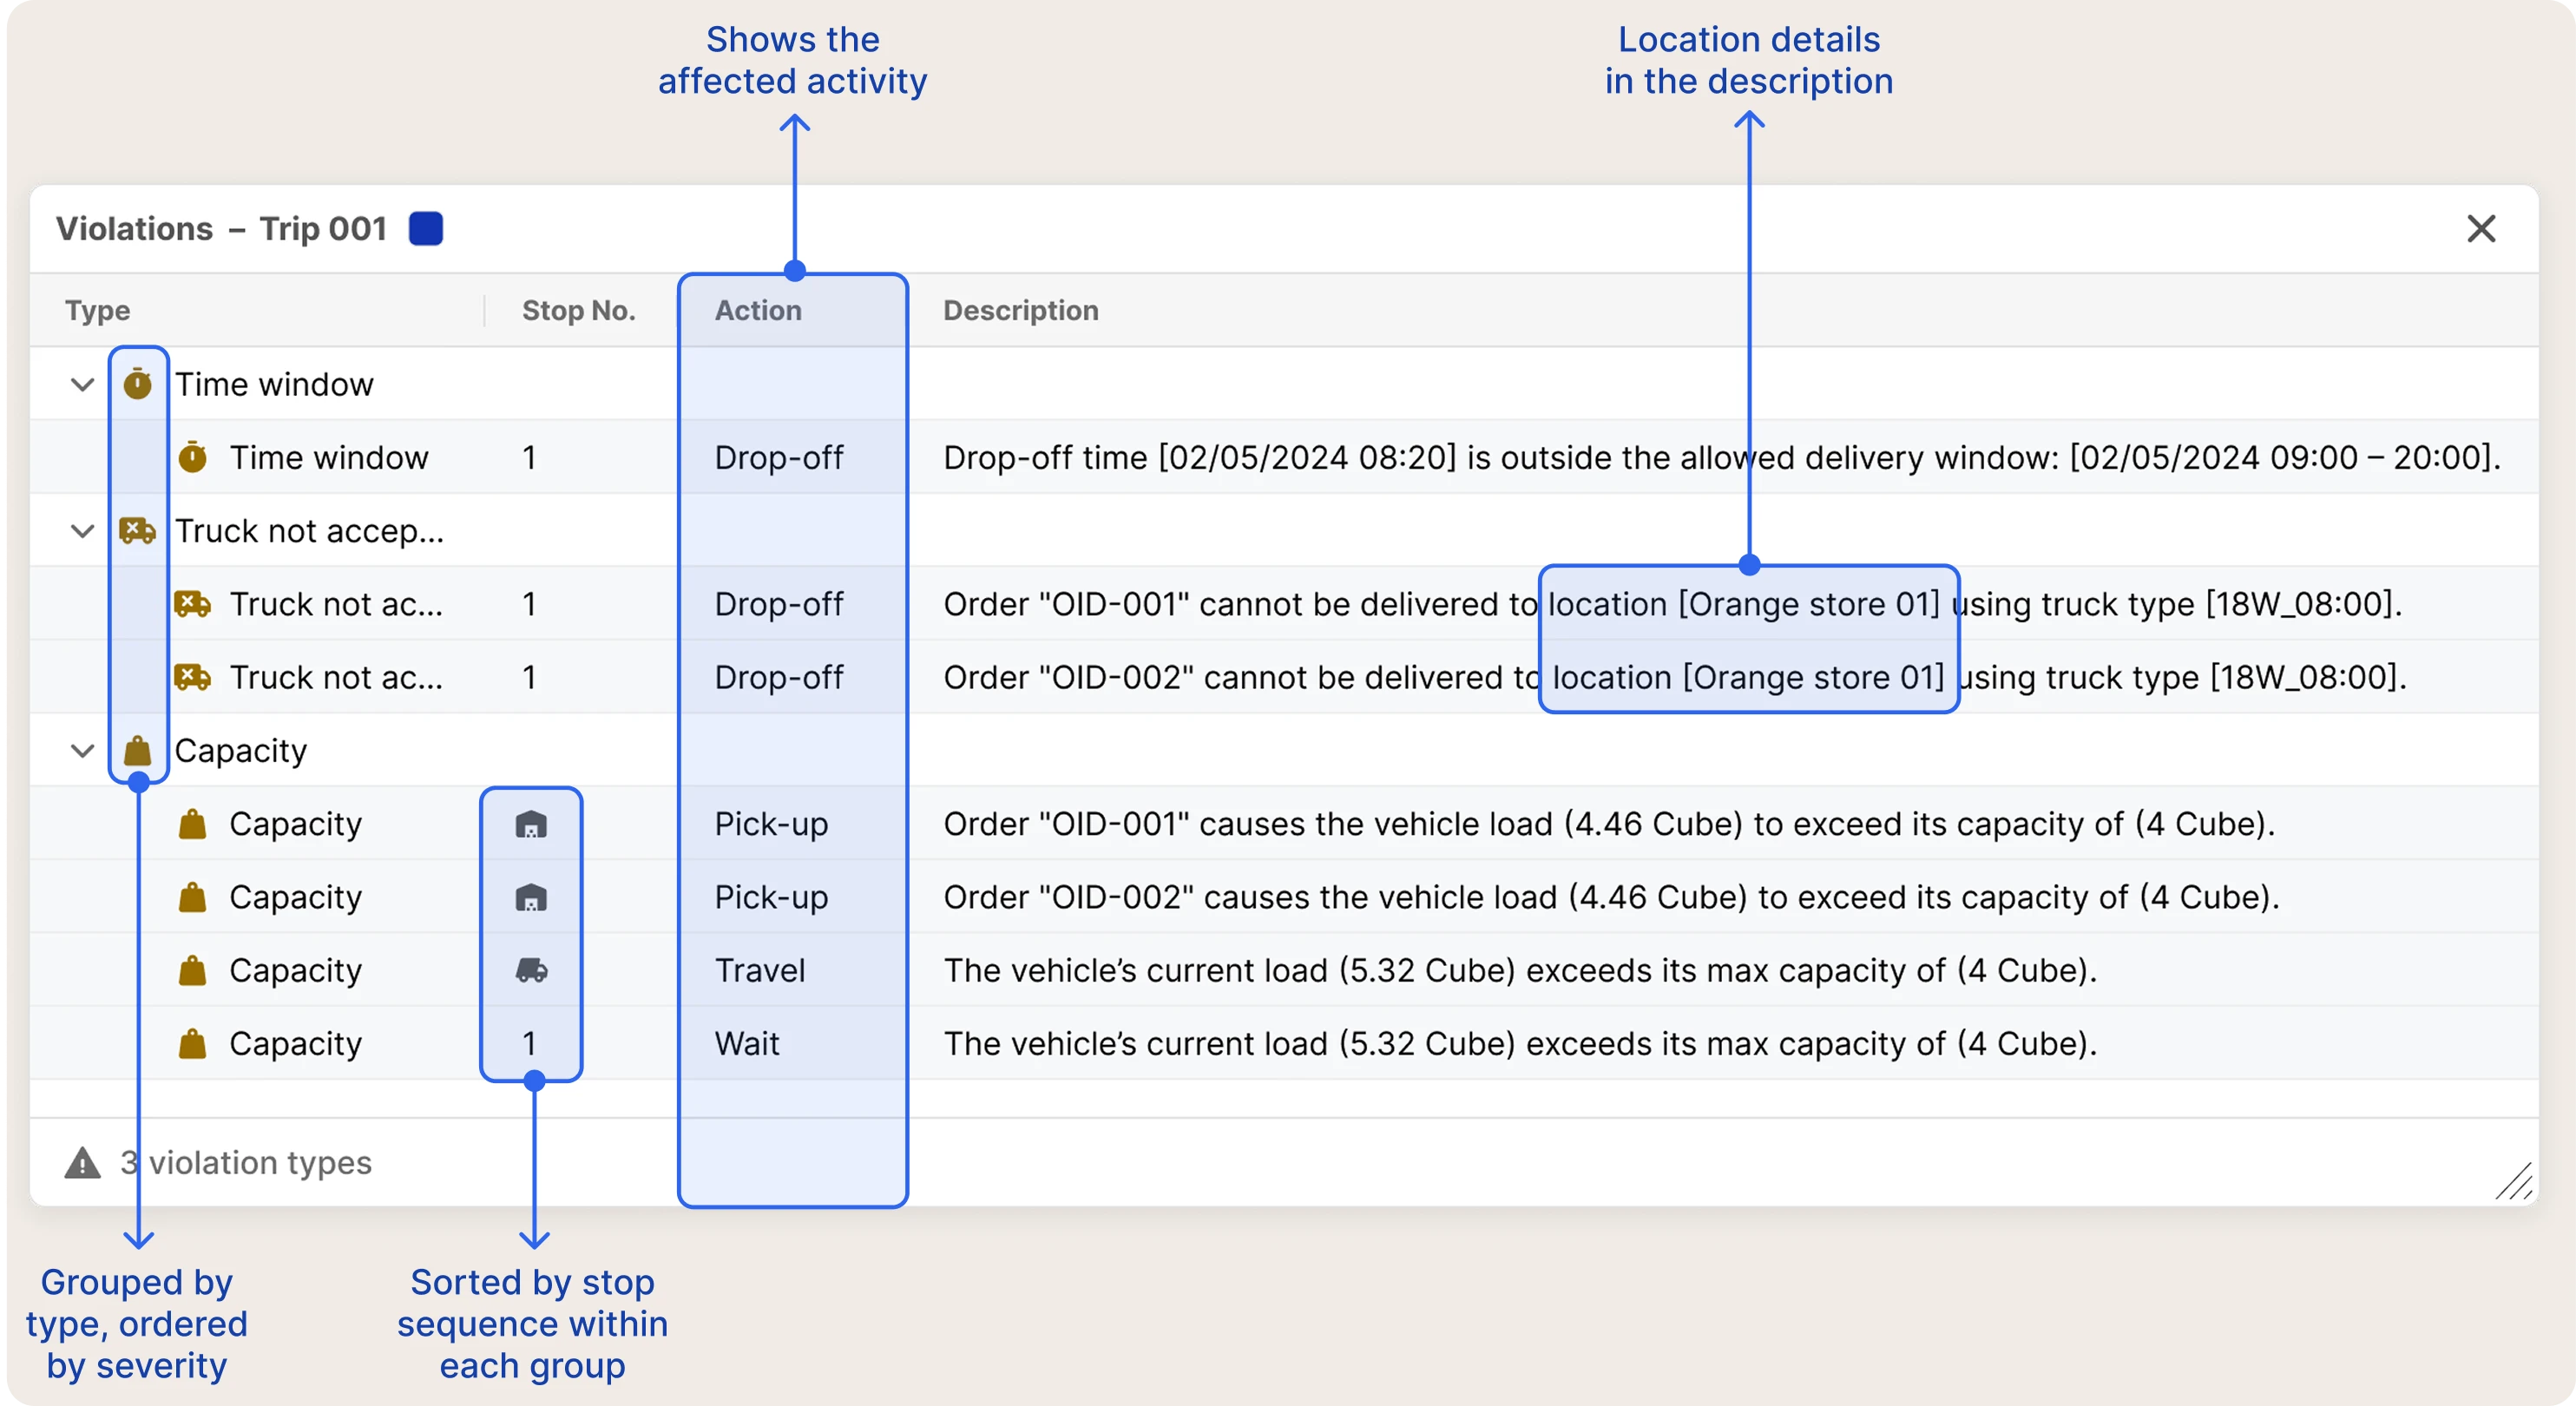 Shows the
affected activity
Location details
in the description
Violations – Trip 001
Type Stop No. Action Description
Time window
Time window 1 Drop-off Drop-off time [02/05/2024 08:20] is outside the allowed delivery window: [02/05/2024 09:00 – 20:00].
Truck not accep...
Truck not ac... 1 Drop-off Order "OID-001" cannot be delivered to location [Orange store 01] using truck type [18W_08:00].
Truck not ac... 1 Drop-off Order "OID-002" cannot be delivered to location [Orange store 01] using truck type [18W_08:00].
Capacity
Capacity Pick-up Order "OID-001" causes the vehicle load (4.46 Cube) to exceed its capacity of (4 Cube).
Capacity Pick-up Order "OID-002" causes the vehicle load (4.46 Cube) to exceed its capacity of (4 Cube).
Capacity Travel The vehicle’s current load (5.32 Cube) exceeds its max capacity of (4 Cube).
Capacity 1 Wait The vehicle’s current load (5.32 Cube) exceeds its max capacity of (4 Cube).
3 violation types
Grouped by
type, ordered
by severity
Sorted by stop
sequence within
each group